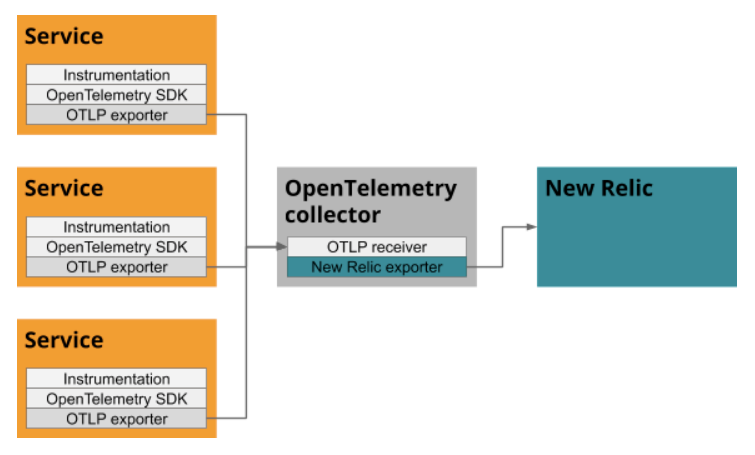 Service
Instrumentation
OpenTelemetry SDK
OTLP exporter
Service
Instrumentation
OpenTelemetry SDK
OTLP exporter
Service
Instrumentation
OpenTelemetry SDK
OTLP exporter
OpenTelemetry
collector
OTLP receiver
New Relic exporter
New Relic